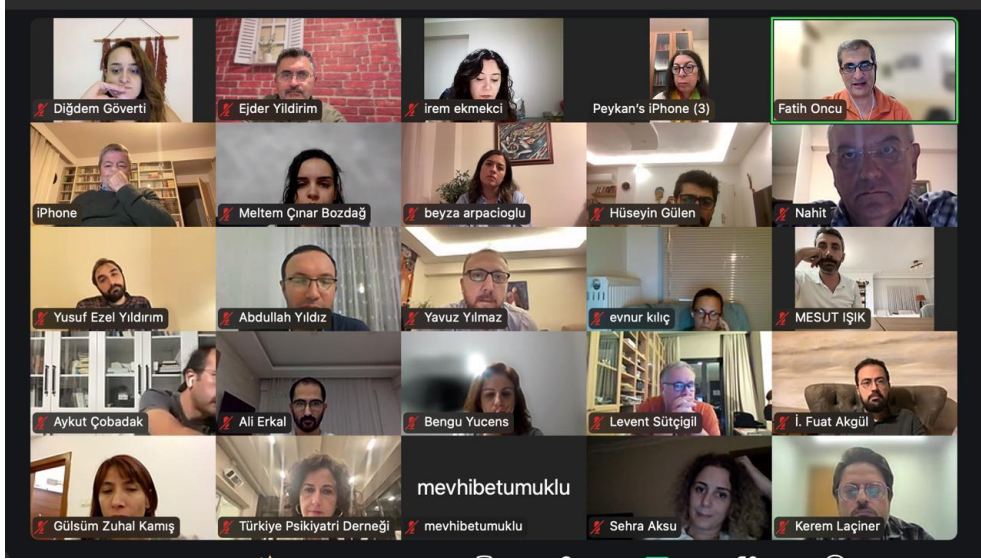 Diğdem Göverti
Ejder Yildirim
irem ekmekci
Peykan's iPhone (3)
Fatih Oncu
iPhone
Meltem Çınar Bozdağ
beyza arpacioglu
Hüseyin Gülen
Nahit
Yusuf Ezel Yıldırım
Abdullah Yıldız
Yavuz Yılmaz
evnur kılıç
MESUT IŞIK
Aykut Çobadak
Ali Erkal
Bengu Yucens
Levent Sütçigil
İ. Fuat Akgül
Gülsüm Zuhal Kamış
Türkiye Psikiyatri Derneği
mevhibetumuklu
mevhibetumuklu
Sehra Aksu
Kerem Laçiner